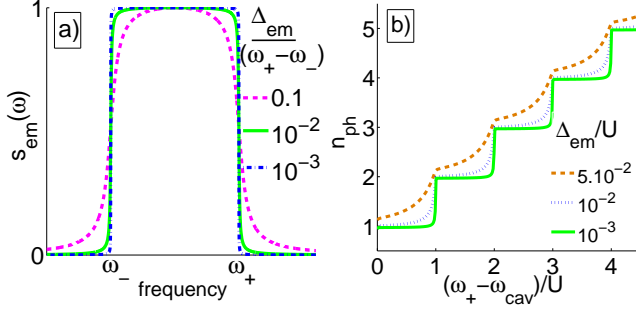 a)
1
0
s_em(ω)
Δ_em
(ω_+−ω_−)
0.1
10^-2
10^-3
ω_−
frequency
ω_+
b)
5
4
3
2
1
n_ph
Δ_em/U
5.10^-2
10^-2
10^-3
0 1 2 3 4
(ω_+−ω_cav)/U